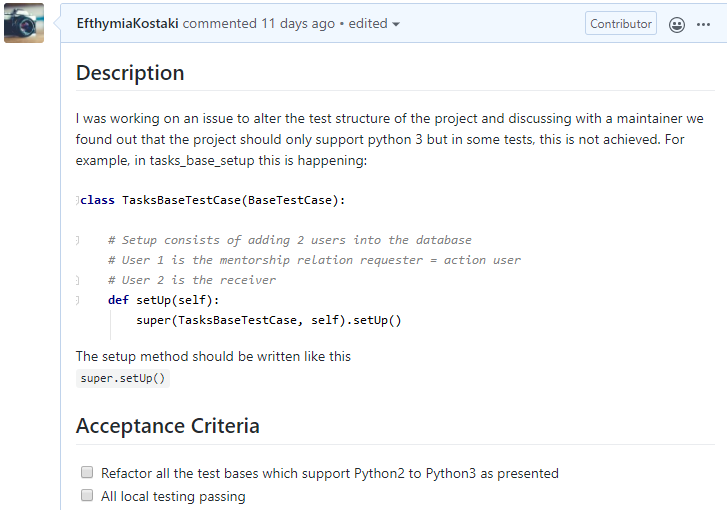 EfthymiaKostaki commented 11 days ago • edited
Contributor
Description
I was working on an issue to alter the test structure of the project and discussing with a maintainer we
found out that the project should only support python 3 but in some tests, this is not achieved. For
example, in tasks_base_setup this is happening:
class TasksBaseTestCase(BaseTestCase):
# Setup consists of adding 2 users into the database
# User 1 is the mentorship relation requester = action user
# User 2 is the receiver
def setUp(self):
super(TasksBaseTestCase, self).setUp()
The setup method should be written like this
super.setUp()
Acceptance Criteria
Refactor all the test bases which support Python2 to Python3 as presented
All local testing passing